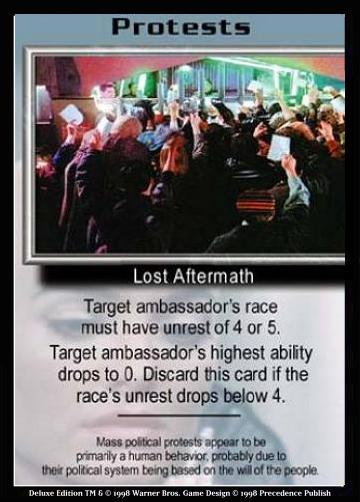 Protests
Lost Aftermath
Target ambassador's race
must have unrest of 4 or 5.
Target ambassador's highest ability
drops to 0. Discard this card if the
race's unrest drops below 4.
Mass political protests appear to be
primarily a human behavior, probably due to
their political system being based on the will of the people.
Deluxe Edition TM & © 1998 Warner Bros. Game Design © 1998 Precedence Publish